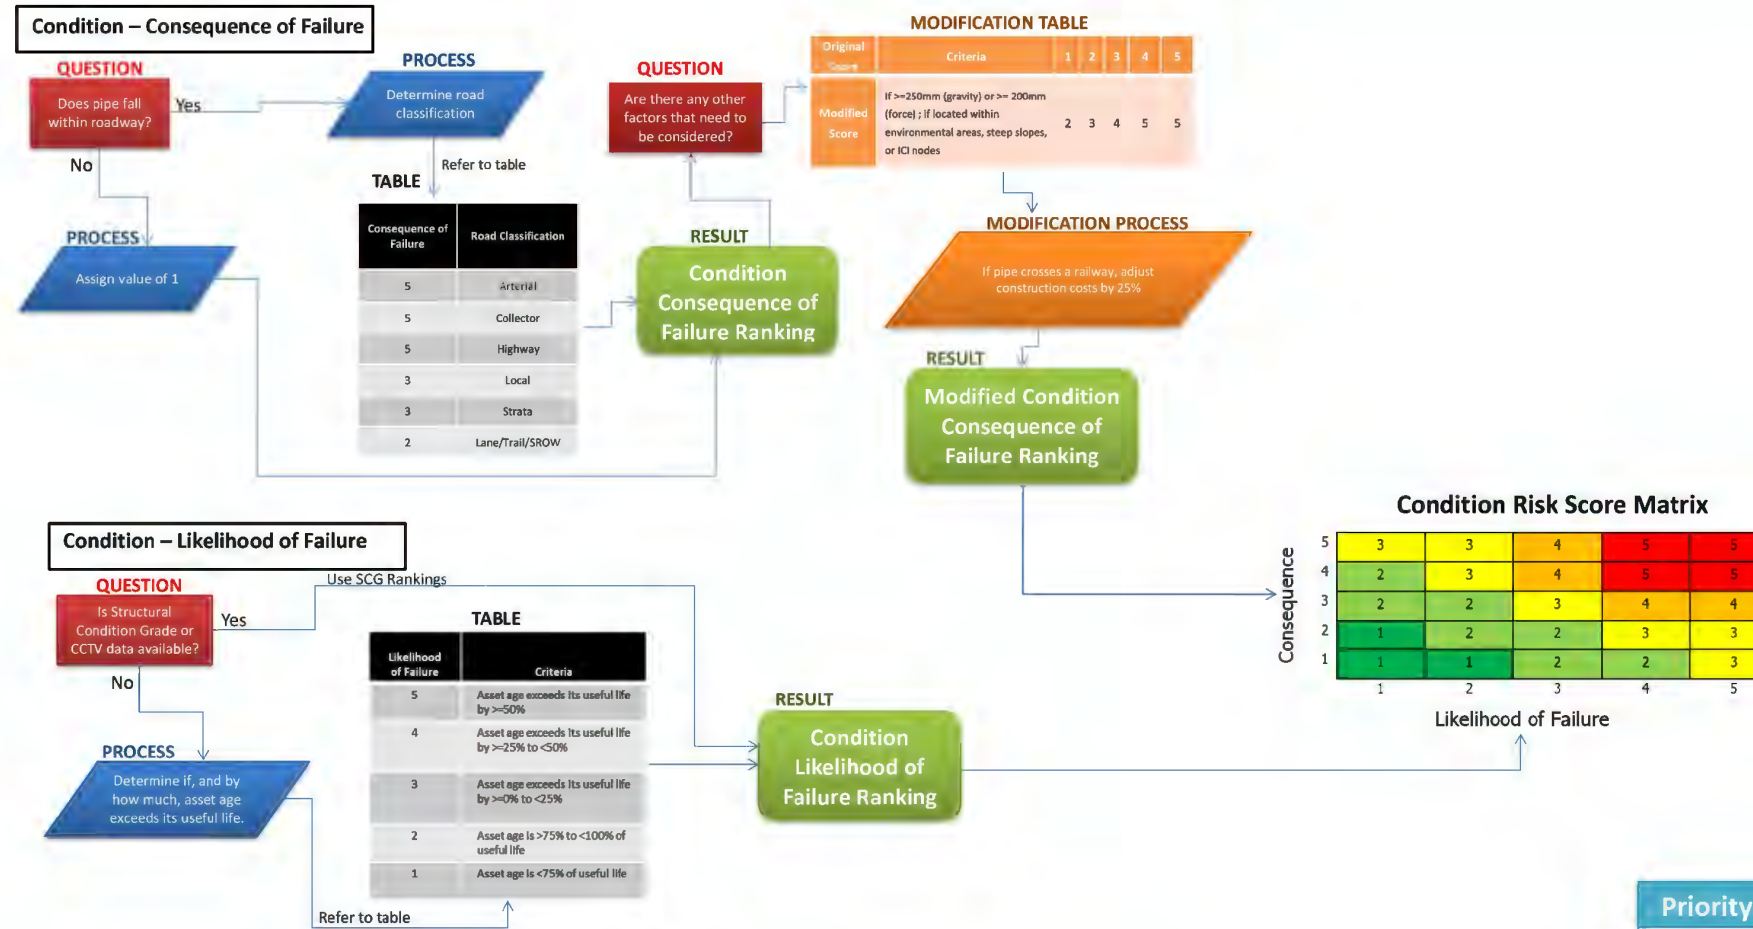 Condition – Consequence of Failure
QUESTION
Does pipe fall
within roadway?
Yes
No
PROCESS
Determine road
classification
Refer to table
PROCESS
Assign value of 1
TABLE
Consequence of
Failure
Road Classification
5 Arterial
5 Collector
5 Highway
3 Local
3 Strata
2 Lane/Trail/SROW
RESULT
Condition
Consequence of
Failure Ranking
QUESTION
Are there any other
factors that need to
be considered?
MODIFICATION TABLE
Original
Score
Criteria 1 2 3 4 5
Modified
Score
If >=250mm (gravity) or >= 200mm
(force) ; if located within
environmental areas, steep slopes,
or ICI nodes
2 3 4 5 5
MODIFICATION PROCESS
If pipe crosses a railway, adjust
construction costs by 25%
RESULT
Modified Condition
Consequence of
Failure Ranking
Condition – Likelihood of Failure
QUESTION
Is Structural
Condition Grade or
CCTV data available?
Yes
Use SCG Rankings
No
PROCESS
Determine if, and by
how much, asset age
exceeds its useful life.
Refer to table
TABLE
Likelihood
of Failure
Criteria
5 Asset age exceeds its useful life
by >=50%
4 Asset age exceeds its useful life
by >=25% to <50%
3 Asset age exceeds its useful life
by >=0% to <25%
2 Asset age is >75% to <100% of
useful life
1 Asset age is <75% of useful life
RESULT
Condition
Likelihood of
Failure Ranking
Condition Risk Score Matrix
Consequence
5 3 3 4 5 5
4 2 3 4 5 5
3 2 2 3 4 4
2 1 2 2 3 3
1 1 1 2 2 3
1 2 3 4 5
Likelihood of Failure
Priority